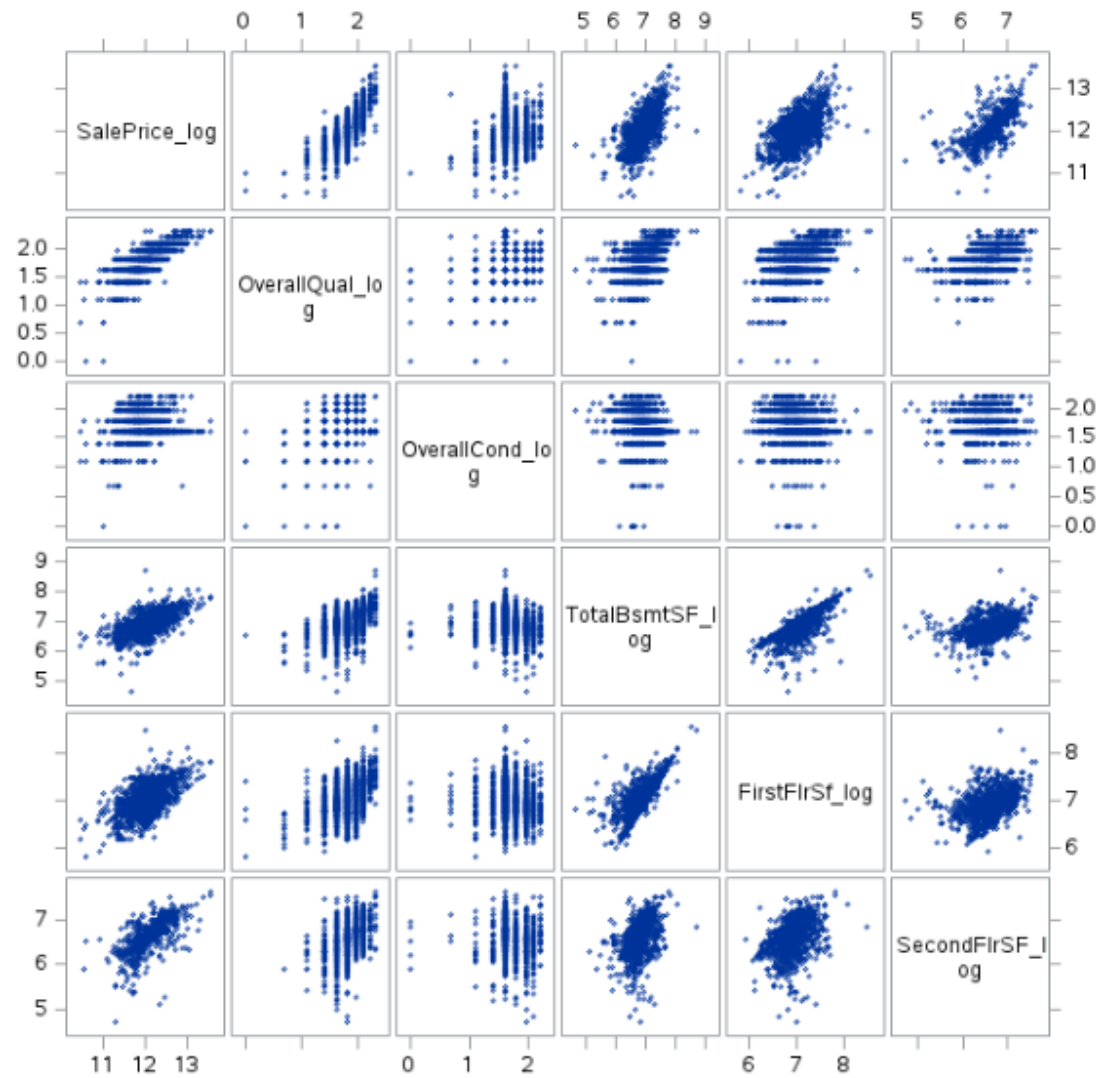 0 1 2 5 6 7 8 9 5 6 7
SalePrice_log
13
12
11
2.0
1.5
1.0
0.5
0.0
OverallQual_lo
g
OverallCond_lo
g
2.0
1.5
1.0
0.5
0.0
9
8
7
6
5
TotalBsmtSF_l
og
FirstFlrSf_log
8
7
6
7
6
5
SecondFlrSF_l
og
11 12 13 0 1 2 6 7 8